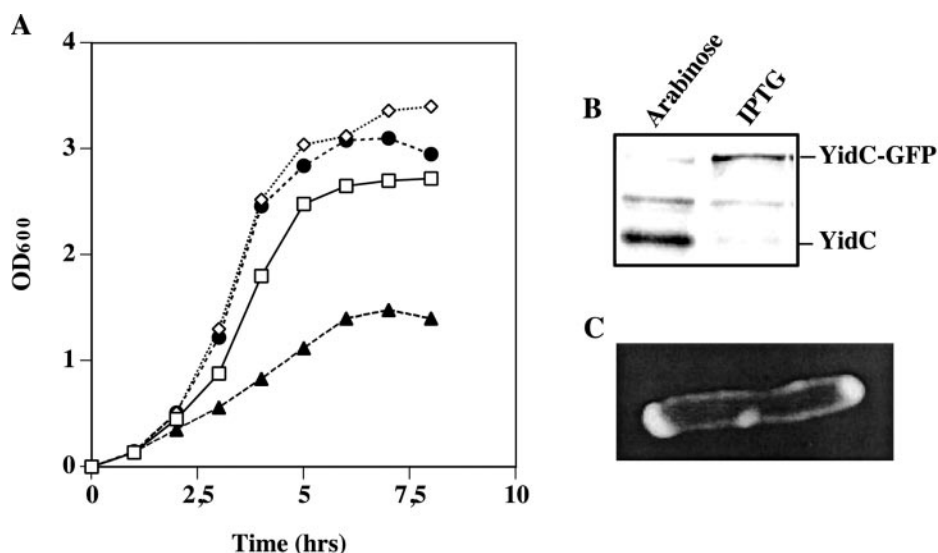 A
4
3
2
1
0
OD600
0
2,5
5
7,5
10
Time (hrs)
B
Arabinose
IPTG
YidC-GFP
YidC
C